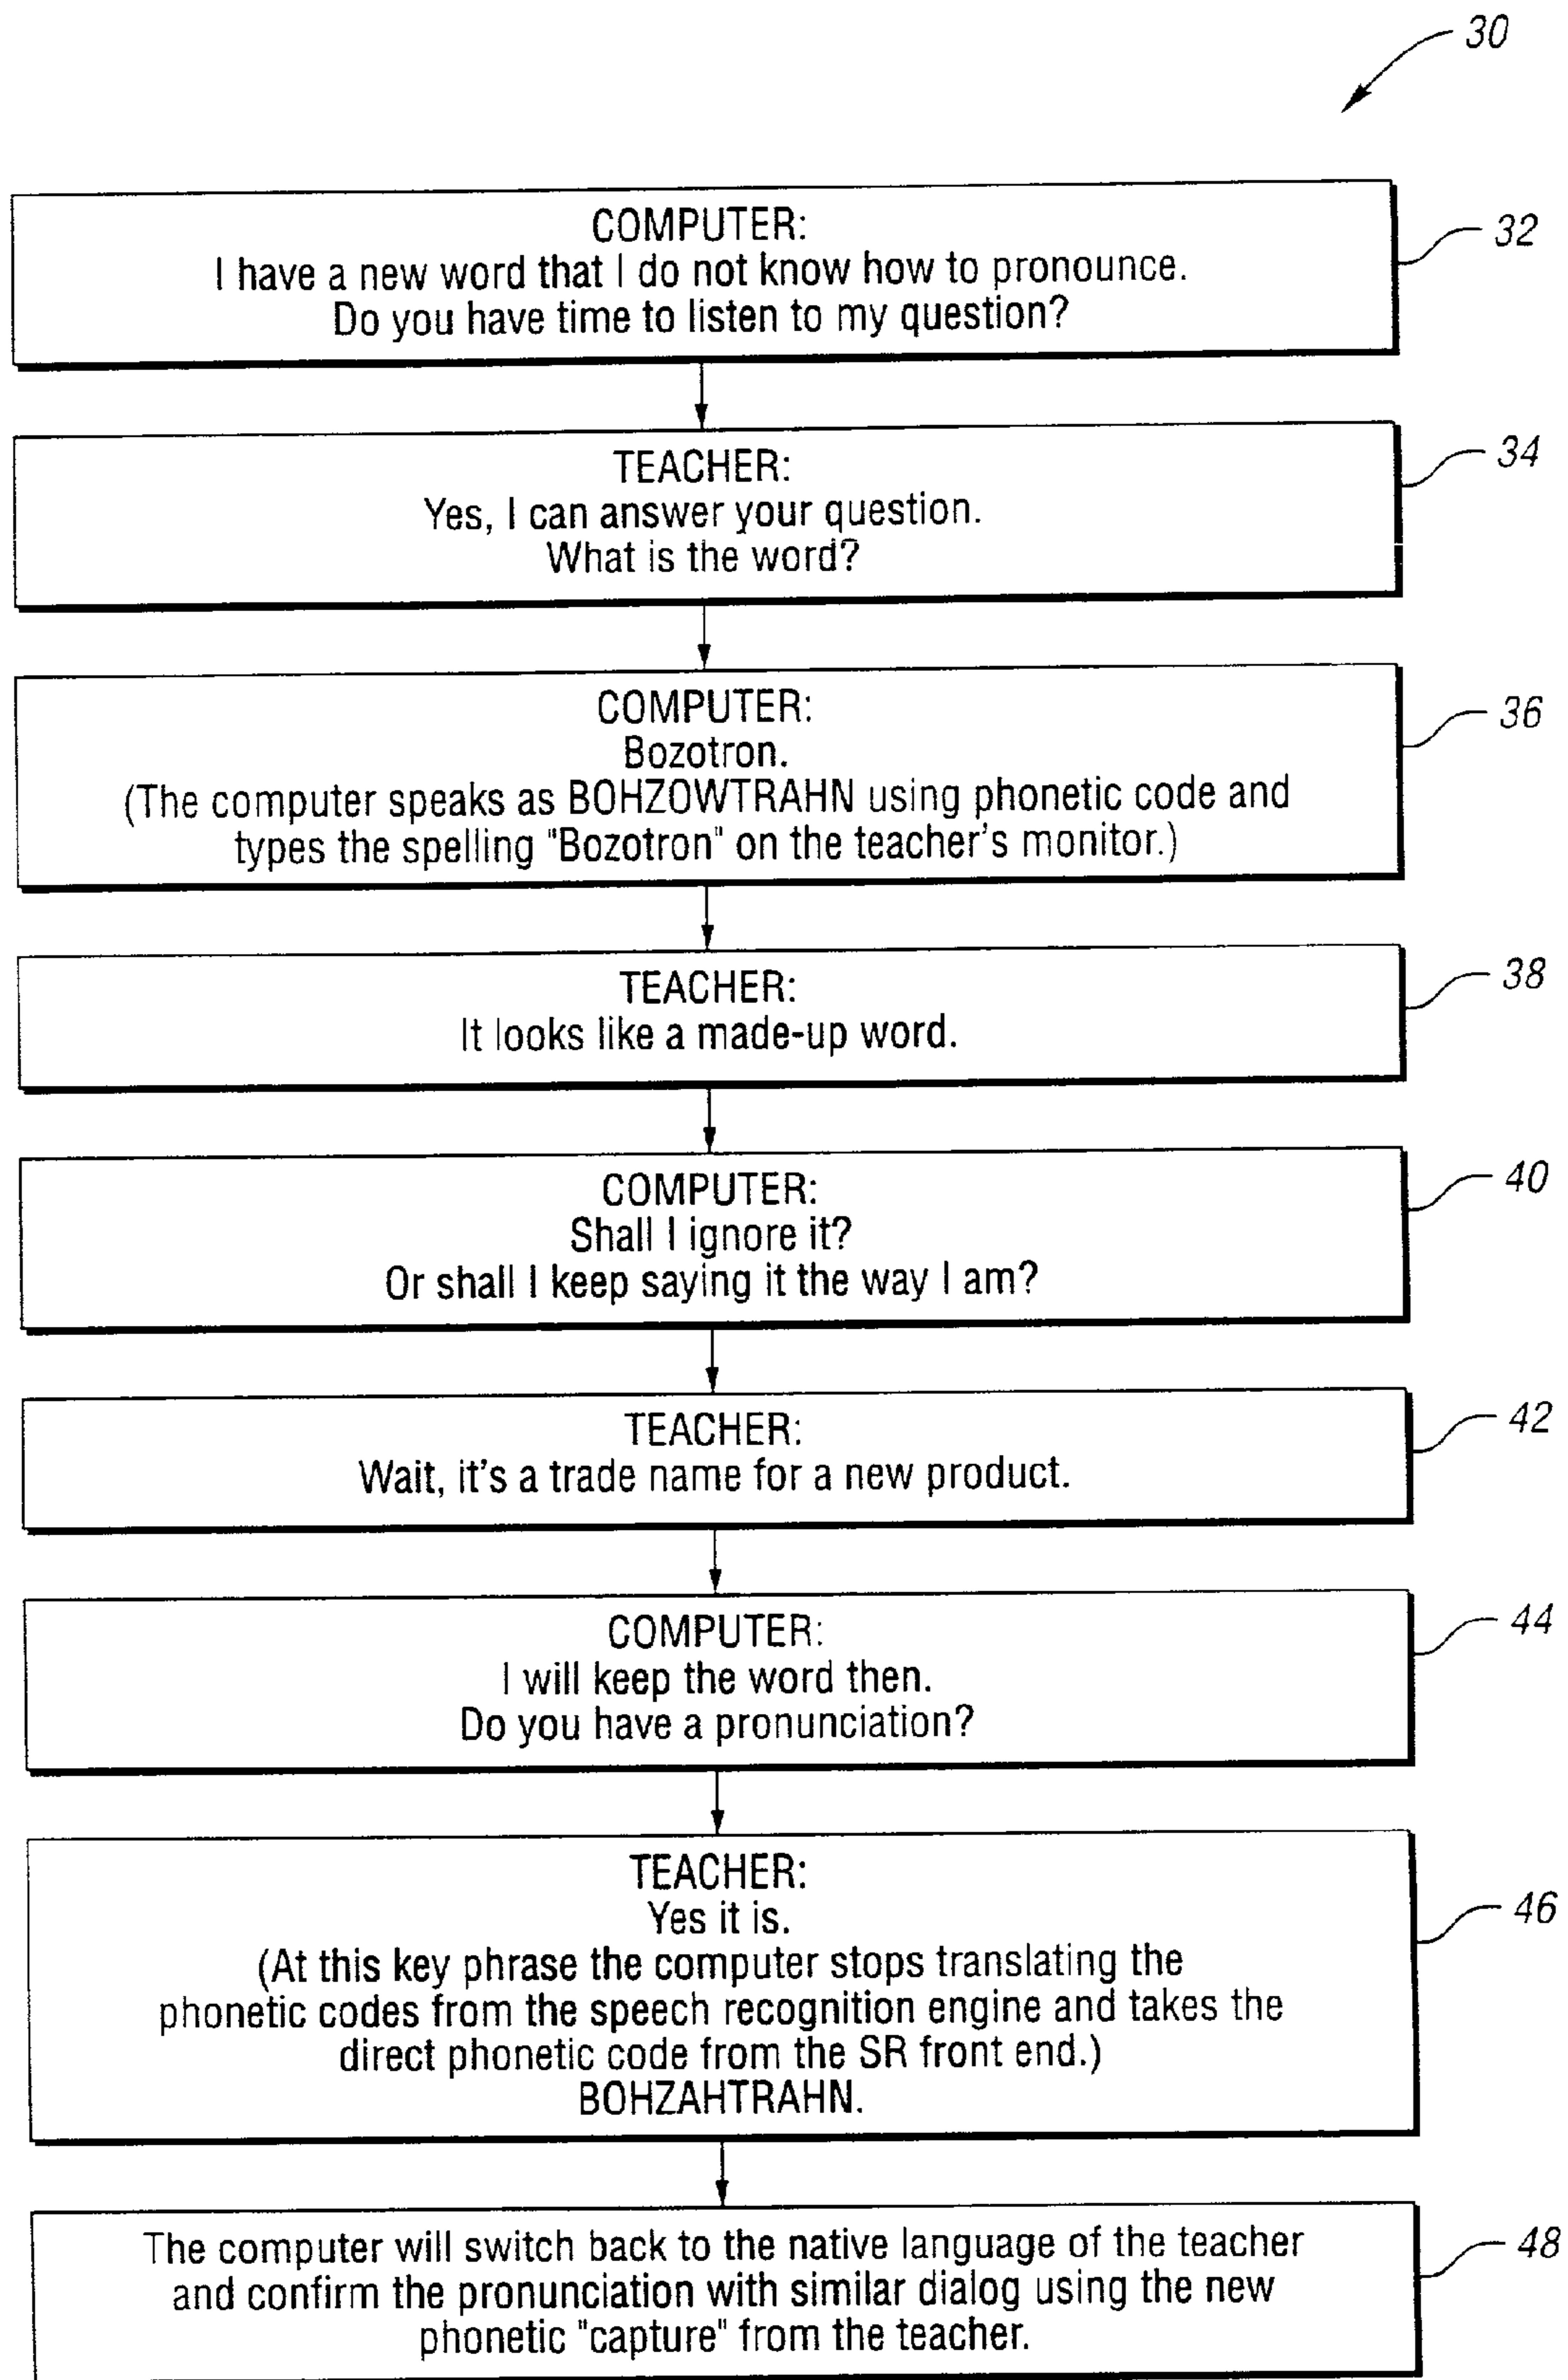 30
COMPUTER:
I have a new word that I do not know how to pronounce.
Do you have time to listen to my question?
32
TEACHER:
Yes, I can answer your question.
What is the word?
34
COMPUTER:
Bozotron.
(The computer speaks as BOHZOWTRAHN using phonetic code and
types the spelling "Bozotron" on the teacher's monitor.)
36
TEACHER:
It looks like a made-up word.
38
COMPUTER:
Shall I ignore it?
Or shall I keep saying it the way I am?
40
TEACHER:
Wait, it's a trade name for a new product.
42
COMPUTER:
I will keep the word then.
Do you have a pronunciation?
44
TEACHER:
Yes it is.
(At this key phrase the computer stops translating the
phonetic codes from the speech recognition engine and takes the
direct phonetic code from the SR front end.)
BOHZAHTRAHN.
46
The computer will switch back to the native language of the teacher
and confirm the pronunciation with similar dialog using the new
phonetic "capture" from the teacher.
48